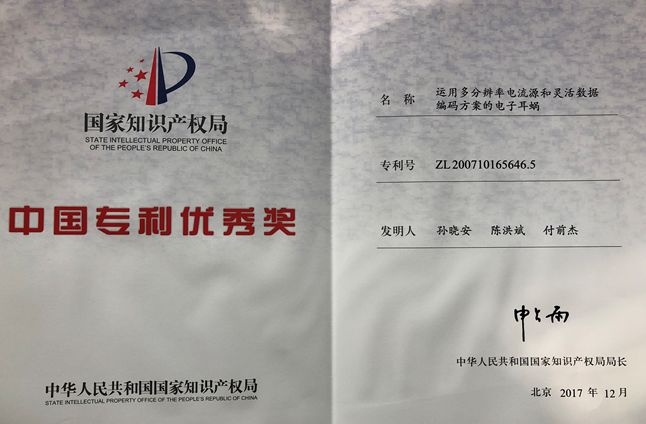 国家知识产权局
STATE INTELLECTUAL PROPERTY OFFICE
OF THE PEOPLE'S REPUBLIC OF CHINA
中国专利优秀奖
中华人民共和国国家知识产权局
STATE INTELLECTUAL PROPERTY OFFICE OF THE PEOPLE'S REPUBLIC OF CHINA
名 称 运用多分辨率电流源和灵活数据
编码方案的电子耳蜗
专利号 ZL200710165646.5
发明人 孙晓安 陈洪斌 付前杰
申长雨
中华人民共和国国家知识产权局局长
北京 2017 年 12 月